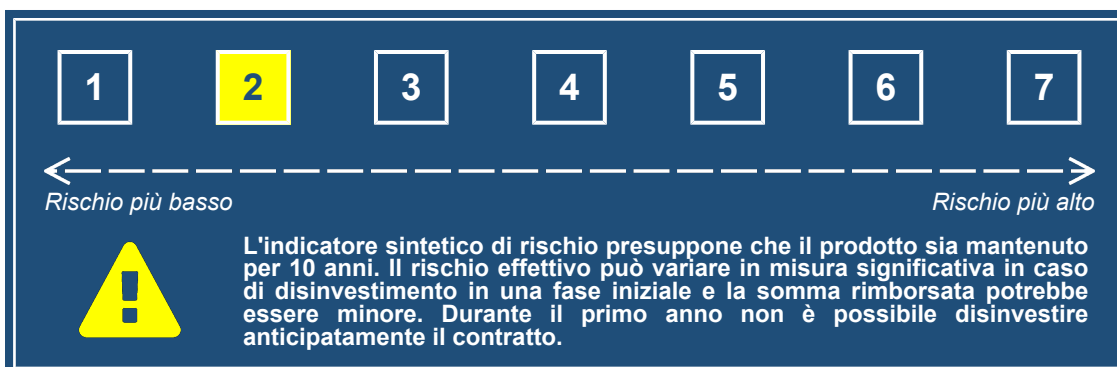 1 2 3 4 5 6 7
Rischio più basso Rischio più alto
L'indicatore sintetico di rischio presuppone che il prodotto sia mantenuto
per 10 anni. Il rischio effettivo può variare in misura significativa in caso
di disinvestimento in una fase iniziale e la somma rimborsata potrebbe
essere minore. Durante il primo anno non è possibile disinvestire
anticipatamente il contratto.